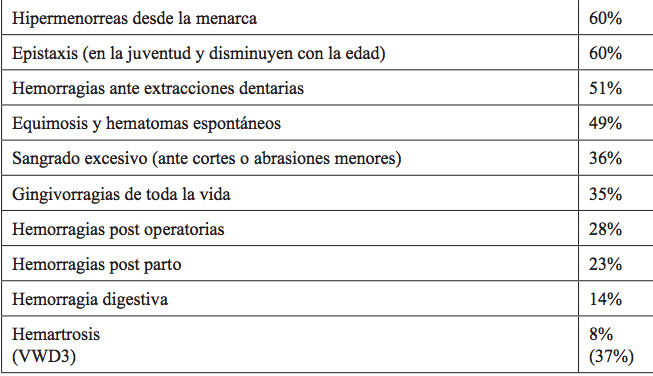 Hipermenorreas desde la menarca 60%
Epistaxis (en la juventud y disminuyen con la edad) 60%
Hemorragias ante extracciones dentarias 51%
Equimosis y hematomas espontáneos 49%
Sangrado excesivo (ante cortes o abrasiones menores) 36%
Gingivorragias de toda la vida 35%
Hemorragias post operatorias 28%
Hemorragias post parto 23%
Hemorragia digestiva 14%
Hemartrosis 8%
(VWD3) (37%)